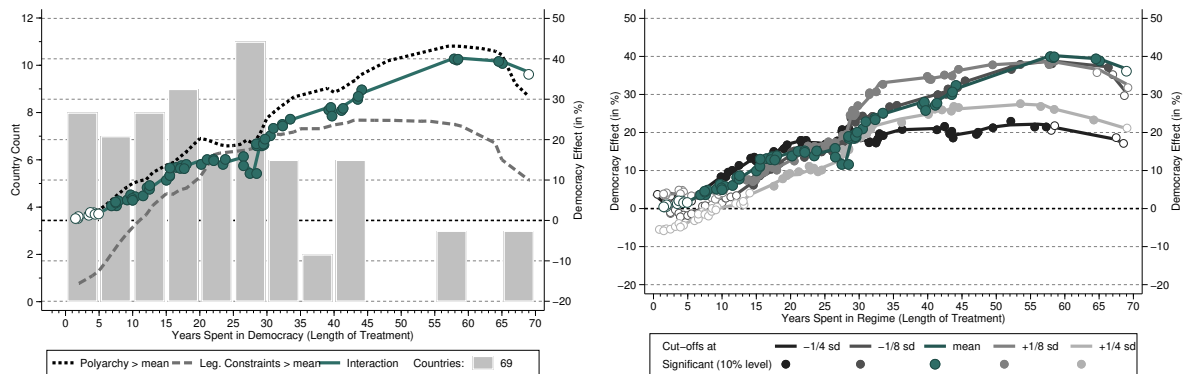 12
10
8
6
4
2
0
Country Count
50
40
30
20
10
0
−10
−20
Democracy Effect (in %)
0 5 10 15 20 25 30 35 40 45 50 55 60 65 70
Years Spent in Democracy (Length of Treatment)
Polyarchy > mean Leg. Constraints > mean Interaction Countries: 69
50
40
30
20
10
0
−10
−20
Democracy Effect (in %)
50
40
30
20
10
0
−10
−20
Democracy Effect (in %)
0 5 10 15 20 25 30 35 40 45 50 55 60 65 70
Years Spent in Regime (Length of Treatment)
Cut−offs at −1/4 sd −1/8 sd mean +1/8 sd +1/4 sd
Significant (10% level)